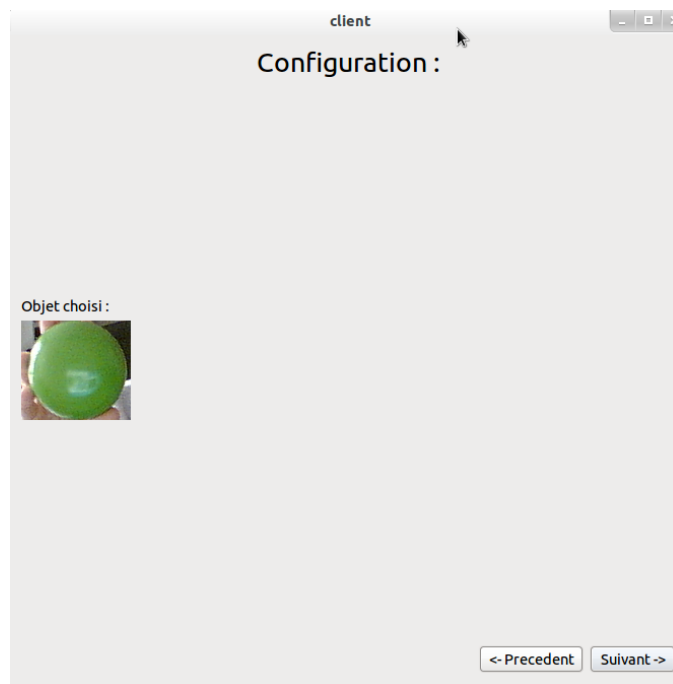 client
Configuration :
Objet choisi :
<- Precedent Suivant ->